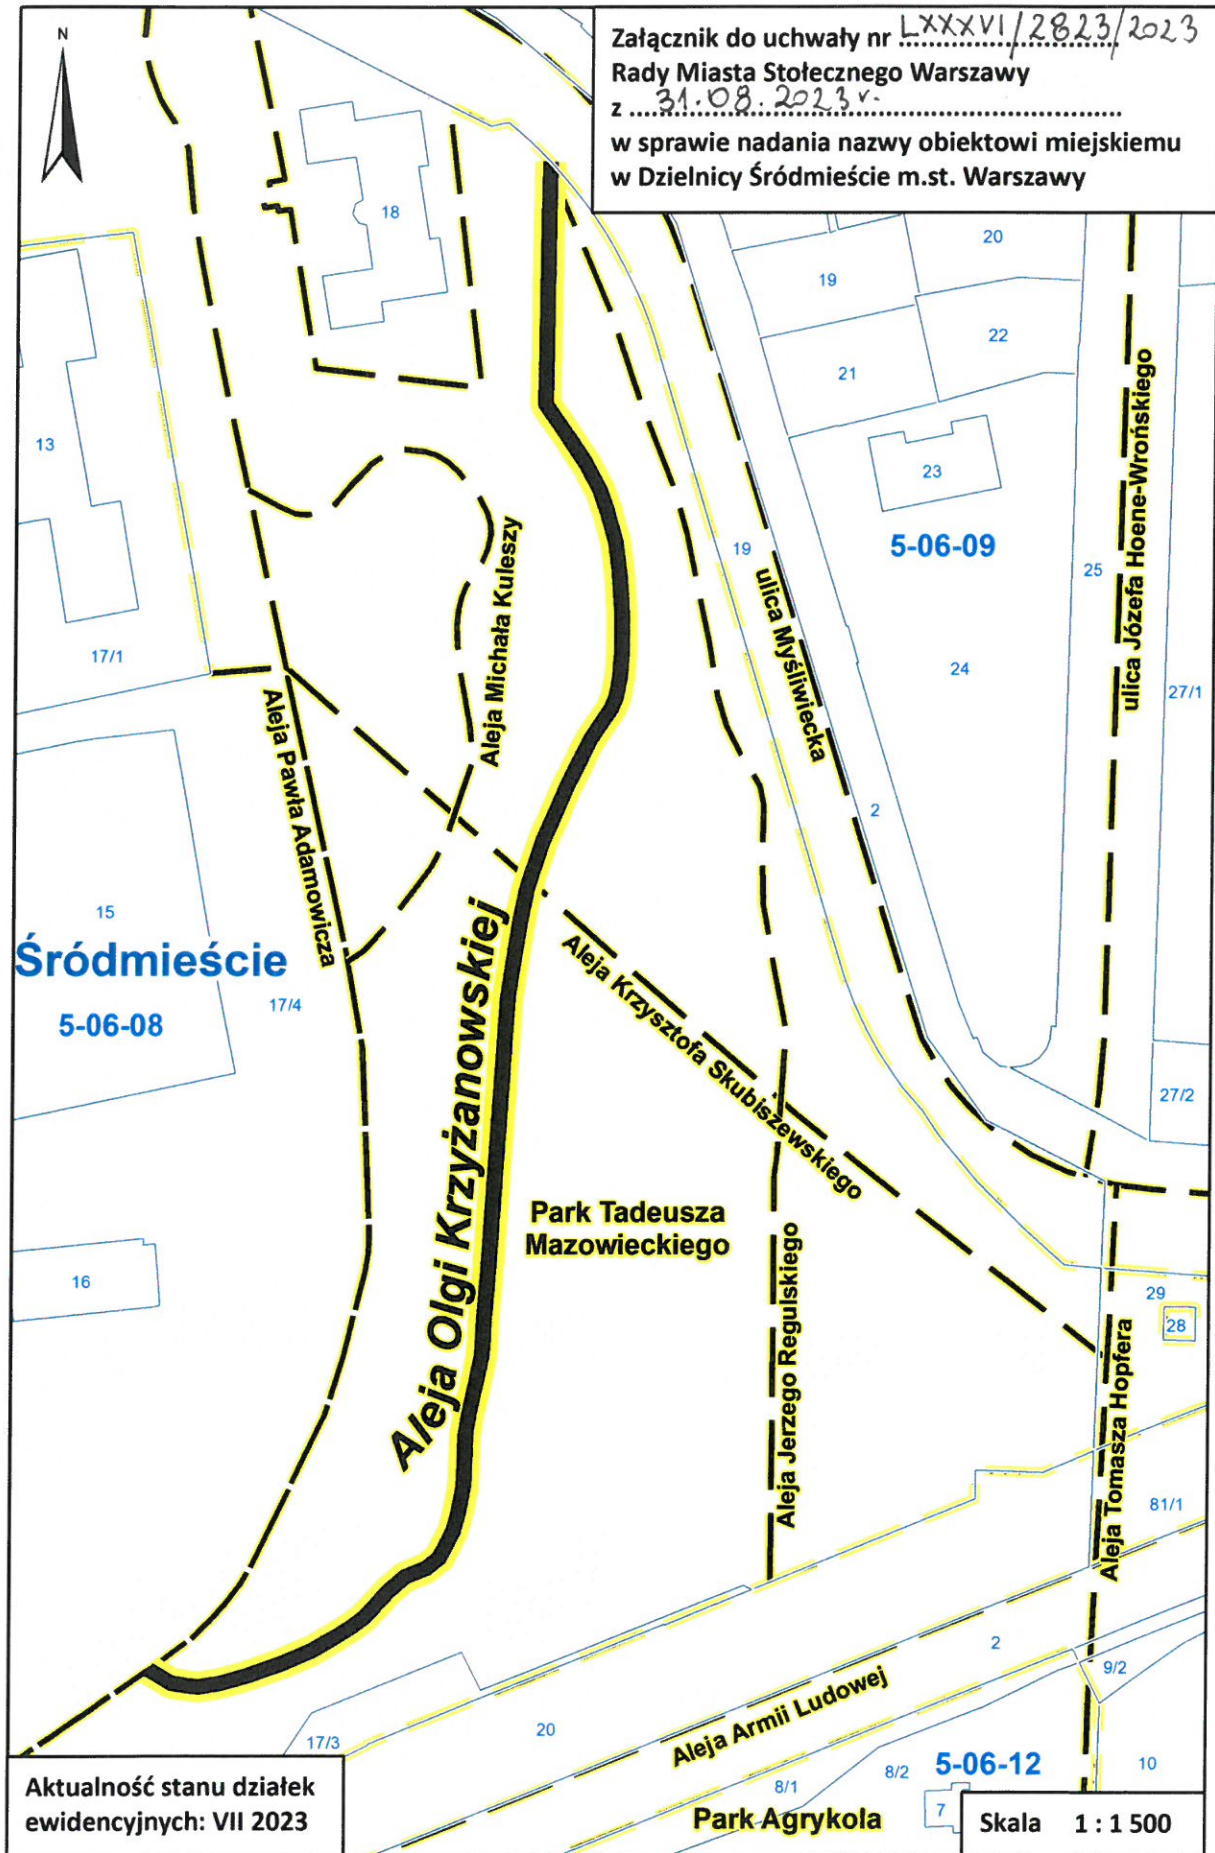 N
Załącznik do uchwały nr LXXXVI/2823/2023
Rady Miasta Stołecznego Warszawy
z 31.08.2023 r.
w sprawie nadania nazwy obiektowi miejskiemu
w Dzielnicy Śródmieście m.st. Warszawy
18
20
19
22
21
13
23
5-06-09
19
25
ulica Józefa Hoene-Wrońskiego
ulica Myśliwiecka
Aleja Michała Kuleszy
17/1
24
27/1
Aleja Pawła Adamowicza
2
15
Śródmieście
17/4
5-06-08
Aleja Olgi Krzyżanowskiej
Aleja Krzysztofa Skubiszewskiego
27/2
Park Tadeusza
Mazowieckiego
16
29
28
Aleja Jerzego Regulskiego
Aleja Tomasza Hopfera
81/1
2
9/2
17/3
20
Aleja Armii Ludowej
8/1
8/2
5-06-12
10
7
Park Agrykola
Aktualność stanu działek
ewidencyjnych: VII 2023
Skala 1 : 1 500